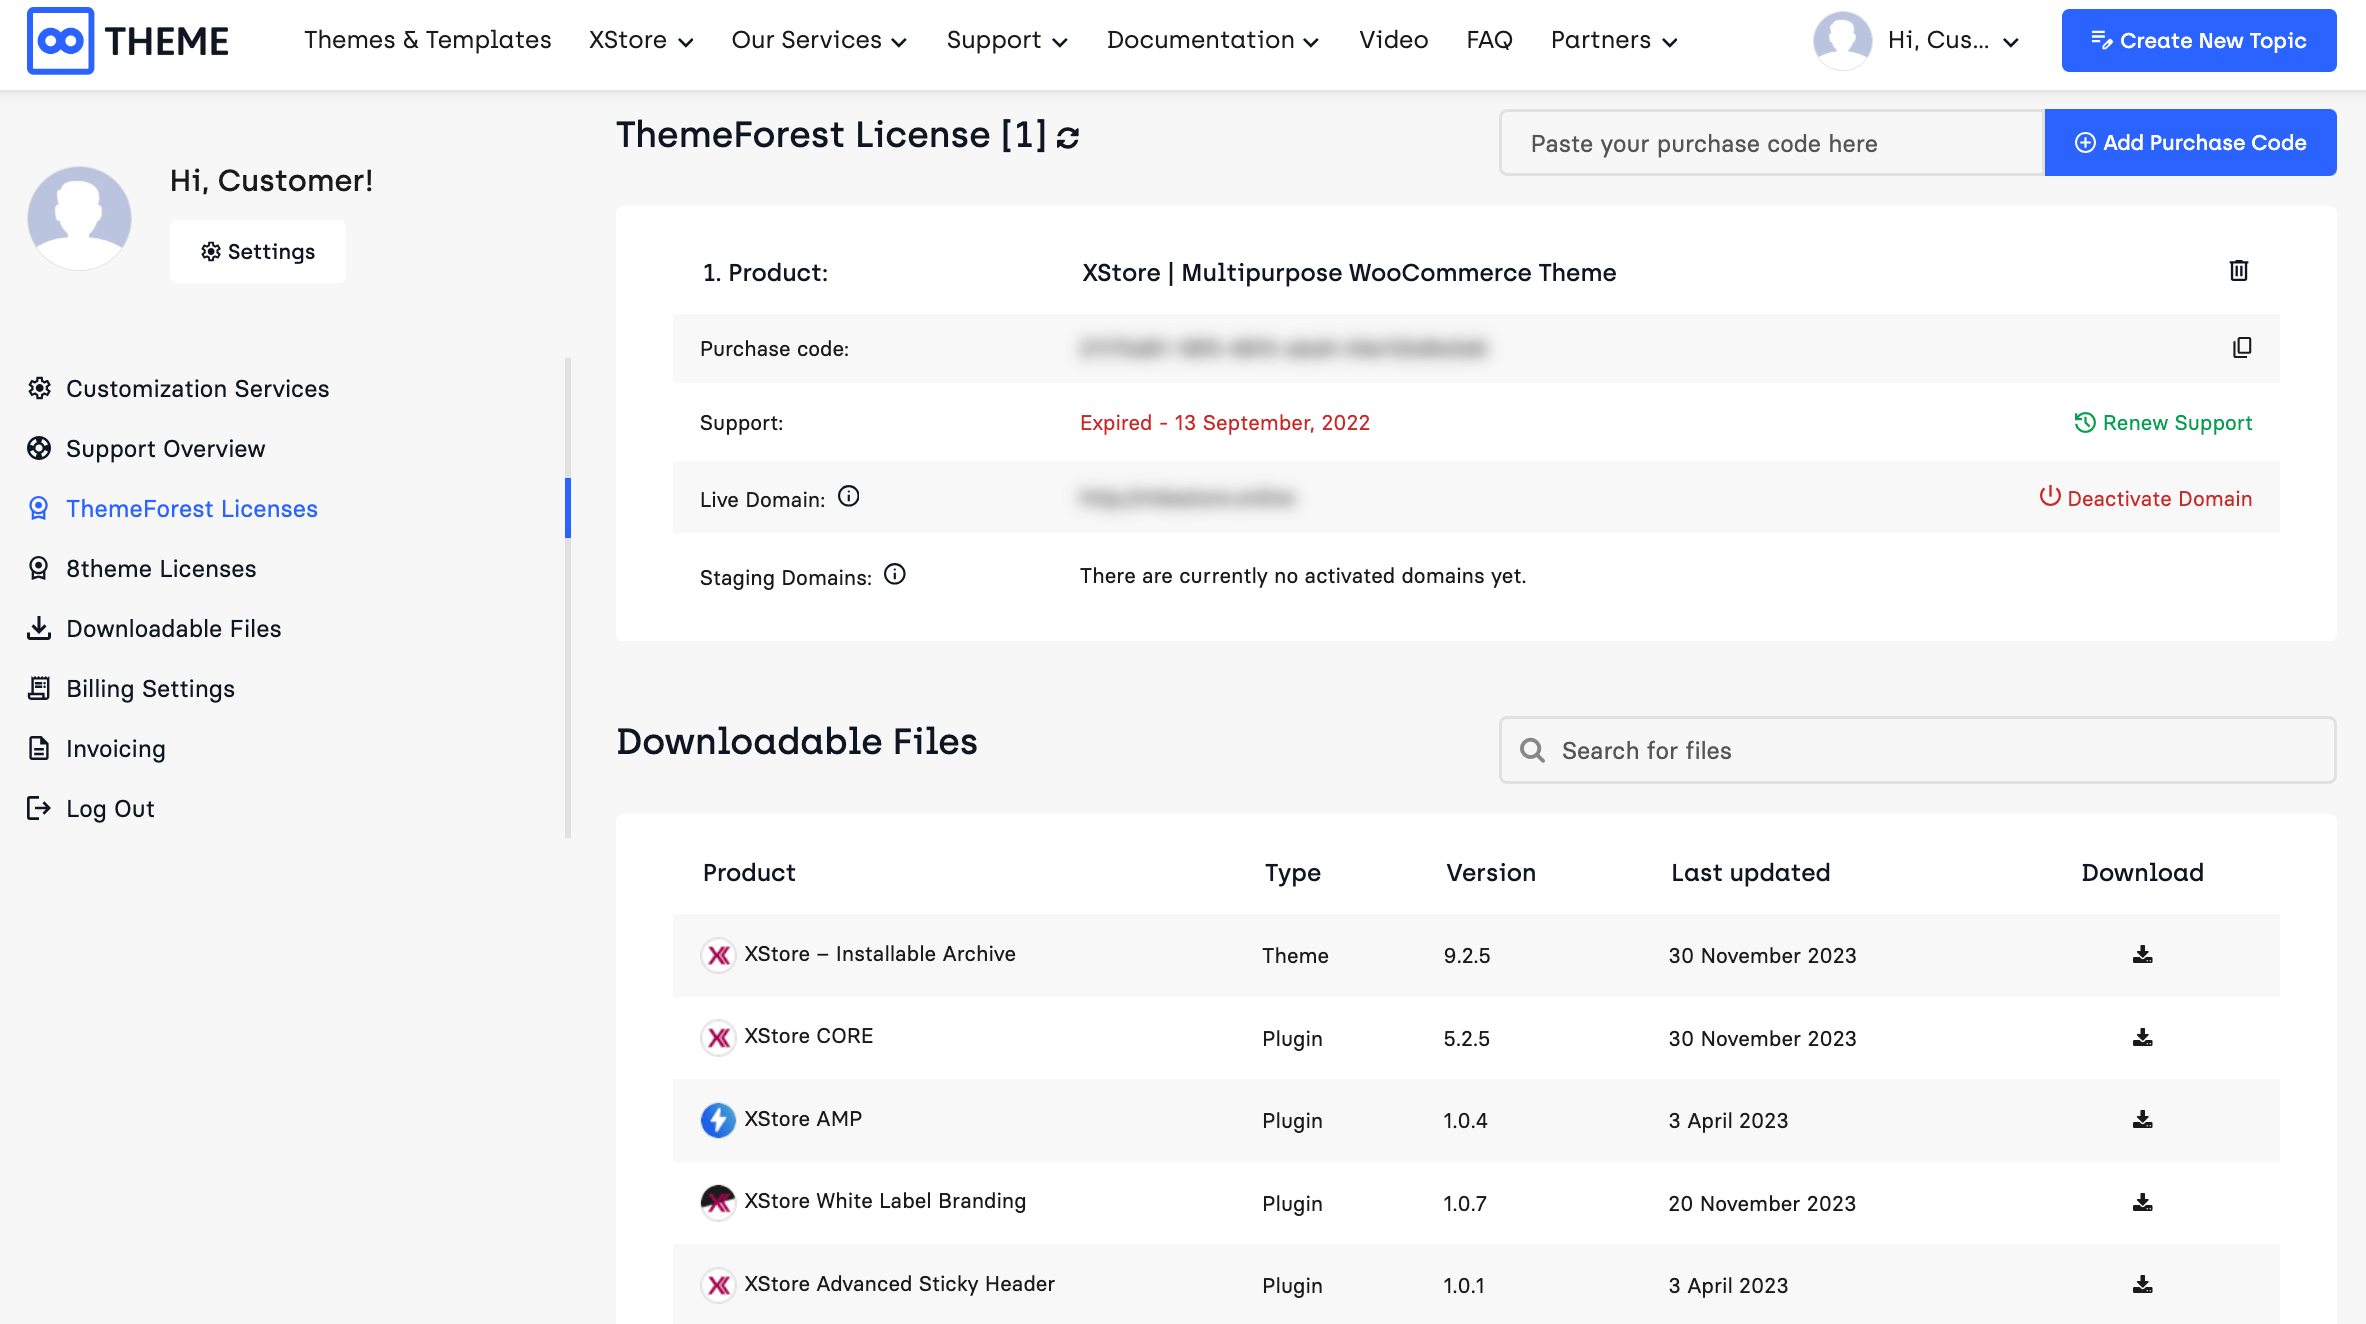 THEME
Themes & Templates XStore Our Services Support Documentation Video FAQ Partners Hi, Cus... Create New Topic
Hi, Customer!
Settings
Customization Services
Support Overview
ThemeForest Licenses
8theme Licenses
Downloadable Files
Billing Settings
Invoicing
Log Out
ThemeForest License [1]
Paste your purchase code here
Add Purchase Code
1. Product: XStore | Multipurpose WooCommerce Theme
Purchase code:
Support: Expired - 13 September, 2022 Renew Support
Live Domain: Deactivate Domain
Staging Domains: There are currently no activated domains yet.
Downloadable Files
Search for files
Product Type Version Last updated Download
XStore – Installable Archive Theme 9.2.5 30 November 2023
XStore CORE Plugin 5.2.5 30 November 2023
XStore AMP Plugin 1.0.4 3 April 2023
XStore White Label Branding Plugin 1.0.7 20 November 2023
XStore Advanced Sticky Header Plugin 1.0.1 3 April 2023